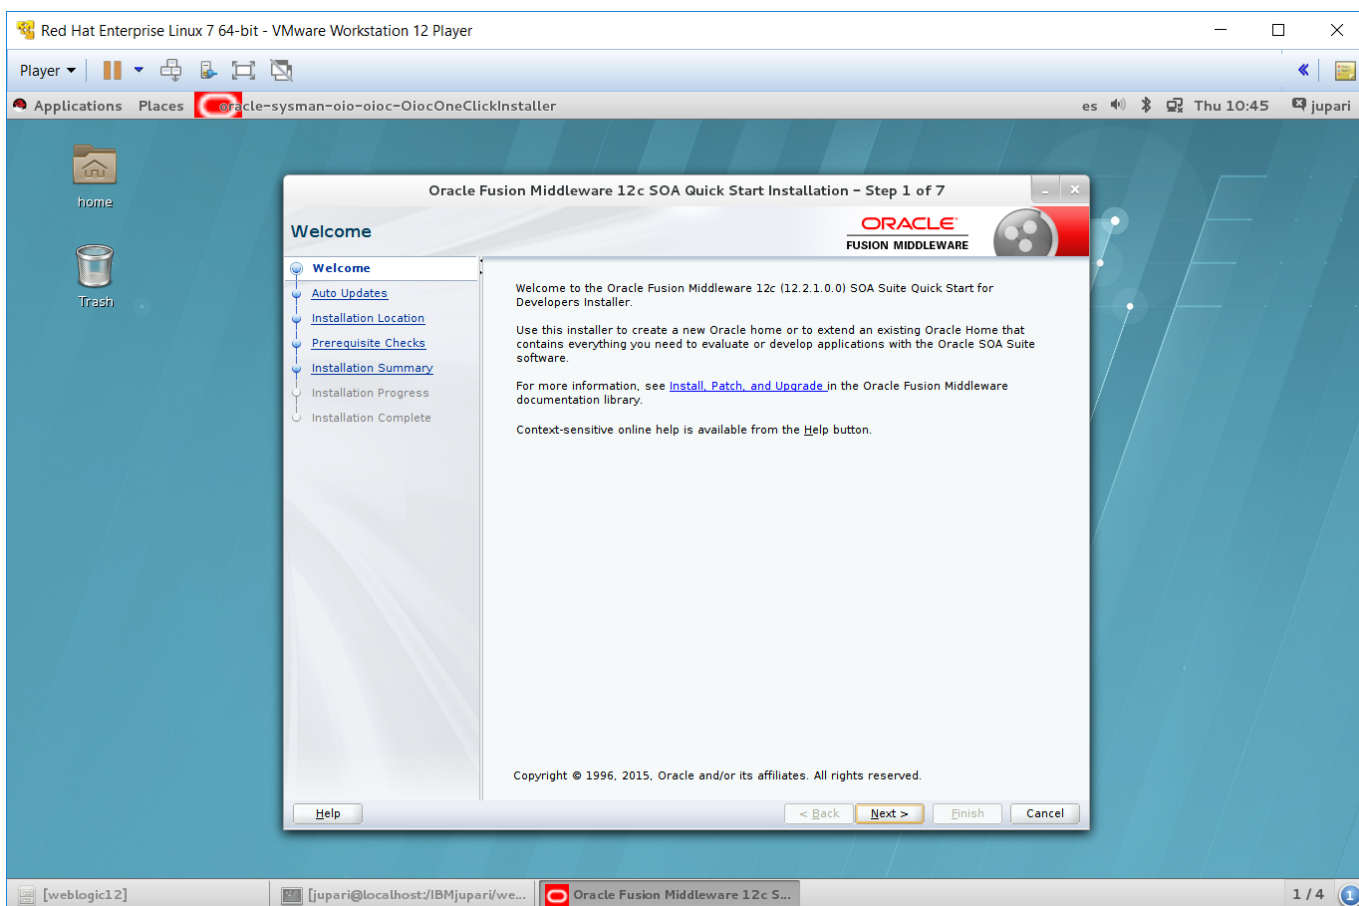 Red Hat Enterprise Linux 7 64-bit - VMware Workstation 12 Player
Player
Applications Places oracle-sysman-oio-oioc-OiocOneClickInstaller es Thu 10:45 jupari
home
Trash
Oracle Fusion Middleware 12c SOA Quick Start Installation - Step 1 of 7
Welcome
ORACLE
FUSION MIDDLEWARE
Welcome
Auto Updates
Installation Location
Prerequisite Checks
Installation Summary
Installation Progress
Installation Complete
Welcome to the Oracle Fusion Middleware 12c (12.2.1.0.0) SOA Suite Quick Start for
Developers Installer.
Use this installer to create a new Oracle home or to extend an existing Oracle Home that
contains everything you need to evaluate or develop applications with the Oracle SOA Suite
software.
For more information, see Install, Patch, and Upgrade in the Oracle Fusion Middleware
documentation library.
Context-sensitive online help is available from the Help button.
Copyright © 1996, 2015, Oracle and/or its affiliates. All rights reserved.
Help < Back Next > Finish Cancel
[weblogic12] [jupari@localhost:/IBMjupari/we... Oracle Fusion Middleware 12c S... 1 / 4 1